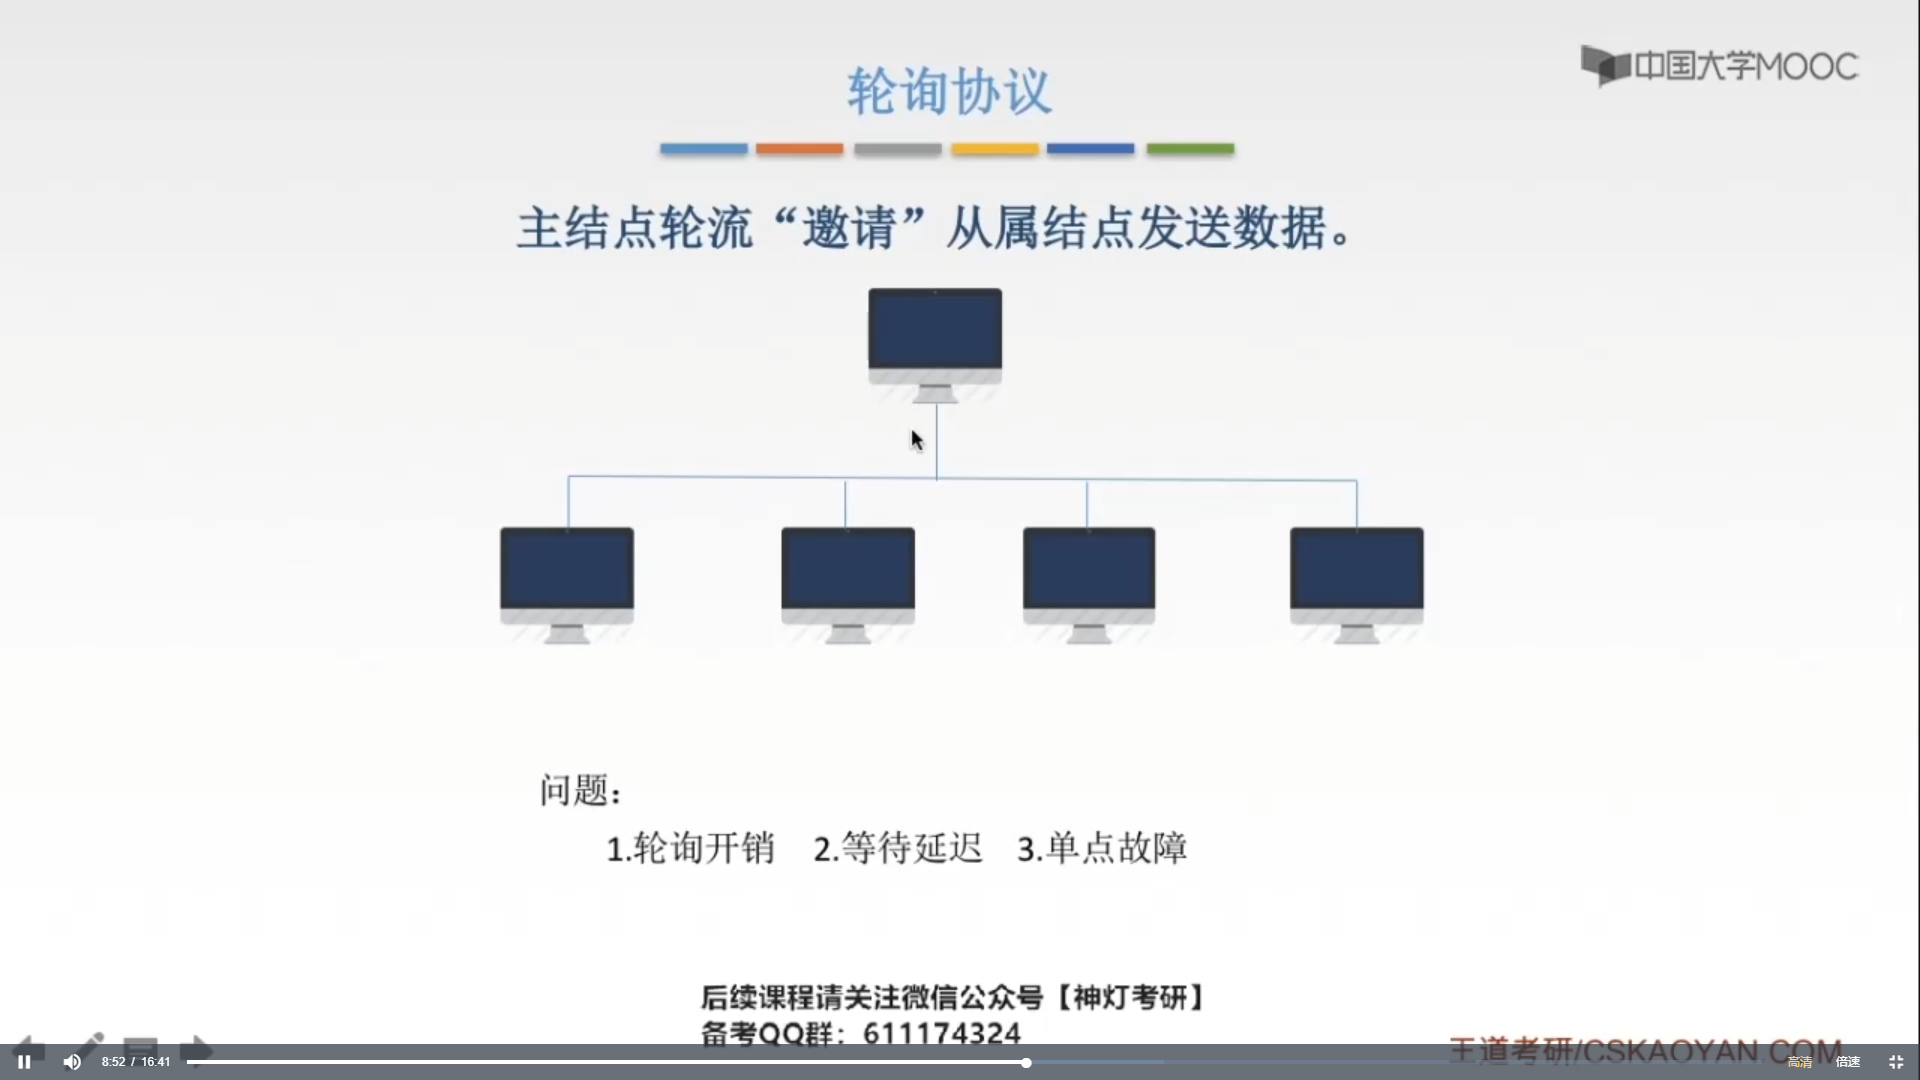 中国大学MOOC
轮询协议
主结点轮流“邀请”从属结点发送数据。
问题：
1.轮询开销 2.等待延迟 3.单点故障
后续课程请关注微信公众号【神灯考研】
备考QQ群：611174324
王道考研/CSKAOYAN.COM
8:52 / 16:41
高清
倍速